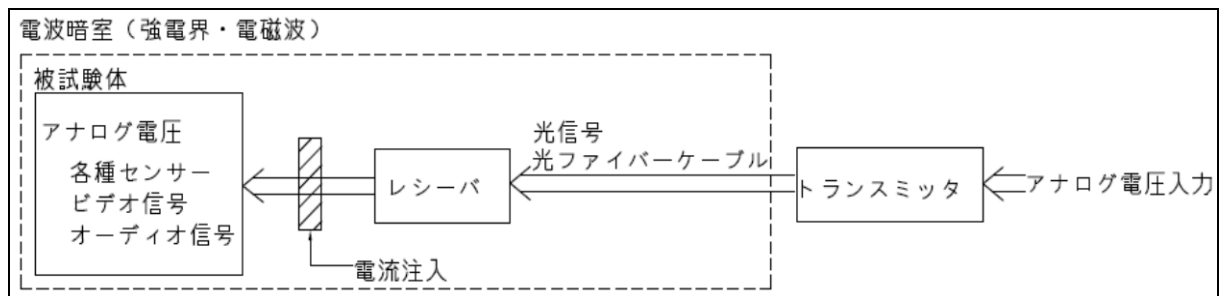 電波暗室（強電界・電磁波）
被試験体
アナログ電圧
各種センサー
ビデオ信号
オーディオ信号
電流注入
レシーバ
光信号
光ファイバーケーブル
トランスミッタ
アナログ電圧入力